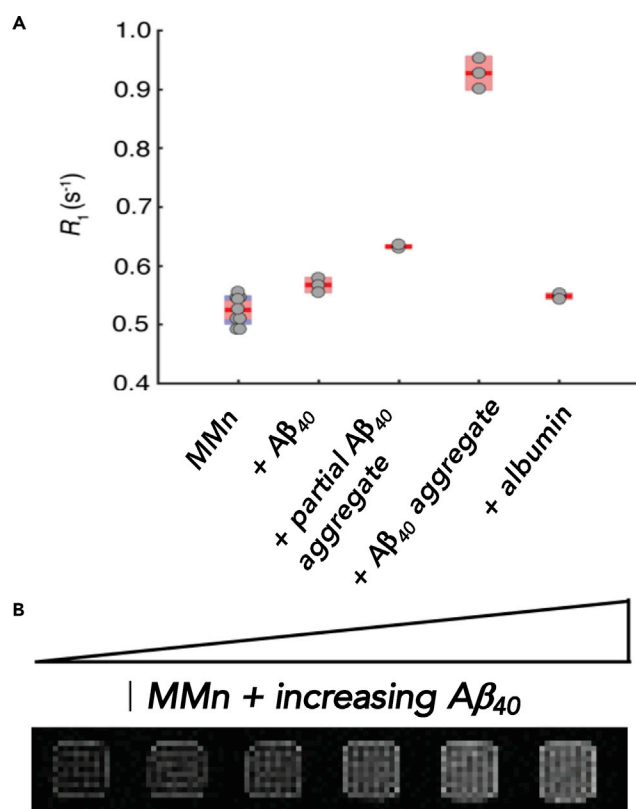 A
1.0
0.9
0.8
0.7
0.6
0.5
0.4
R₁ (s⁻¹)
MMn
+ Aβ₄₀
+ partial Aβ₄₀
aggregate
+ Aβ₄₀ aggregate
+ albumin
B
| MMn + increasing Aβ₄₀